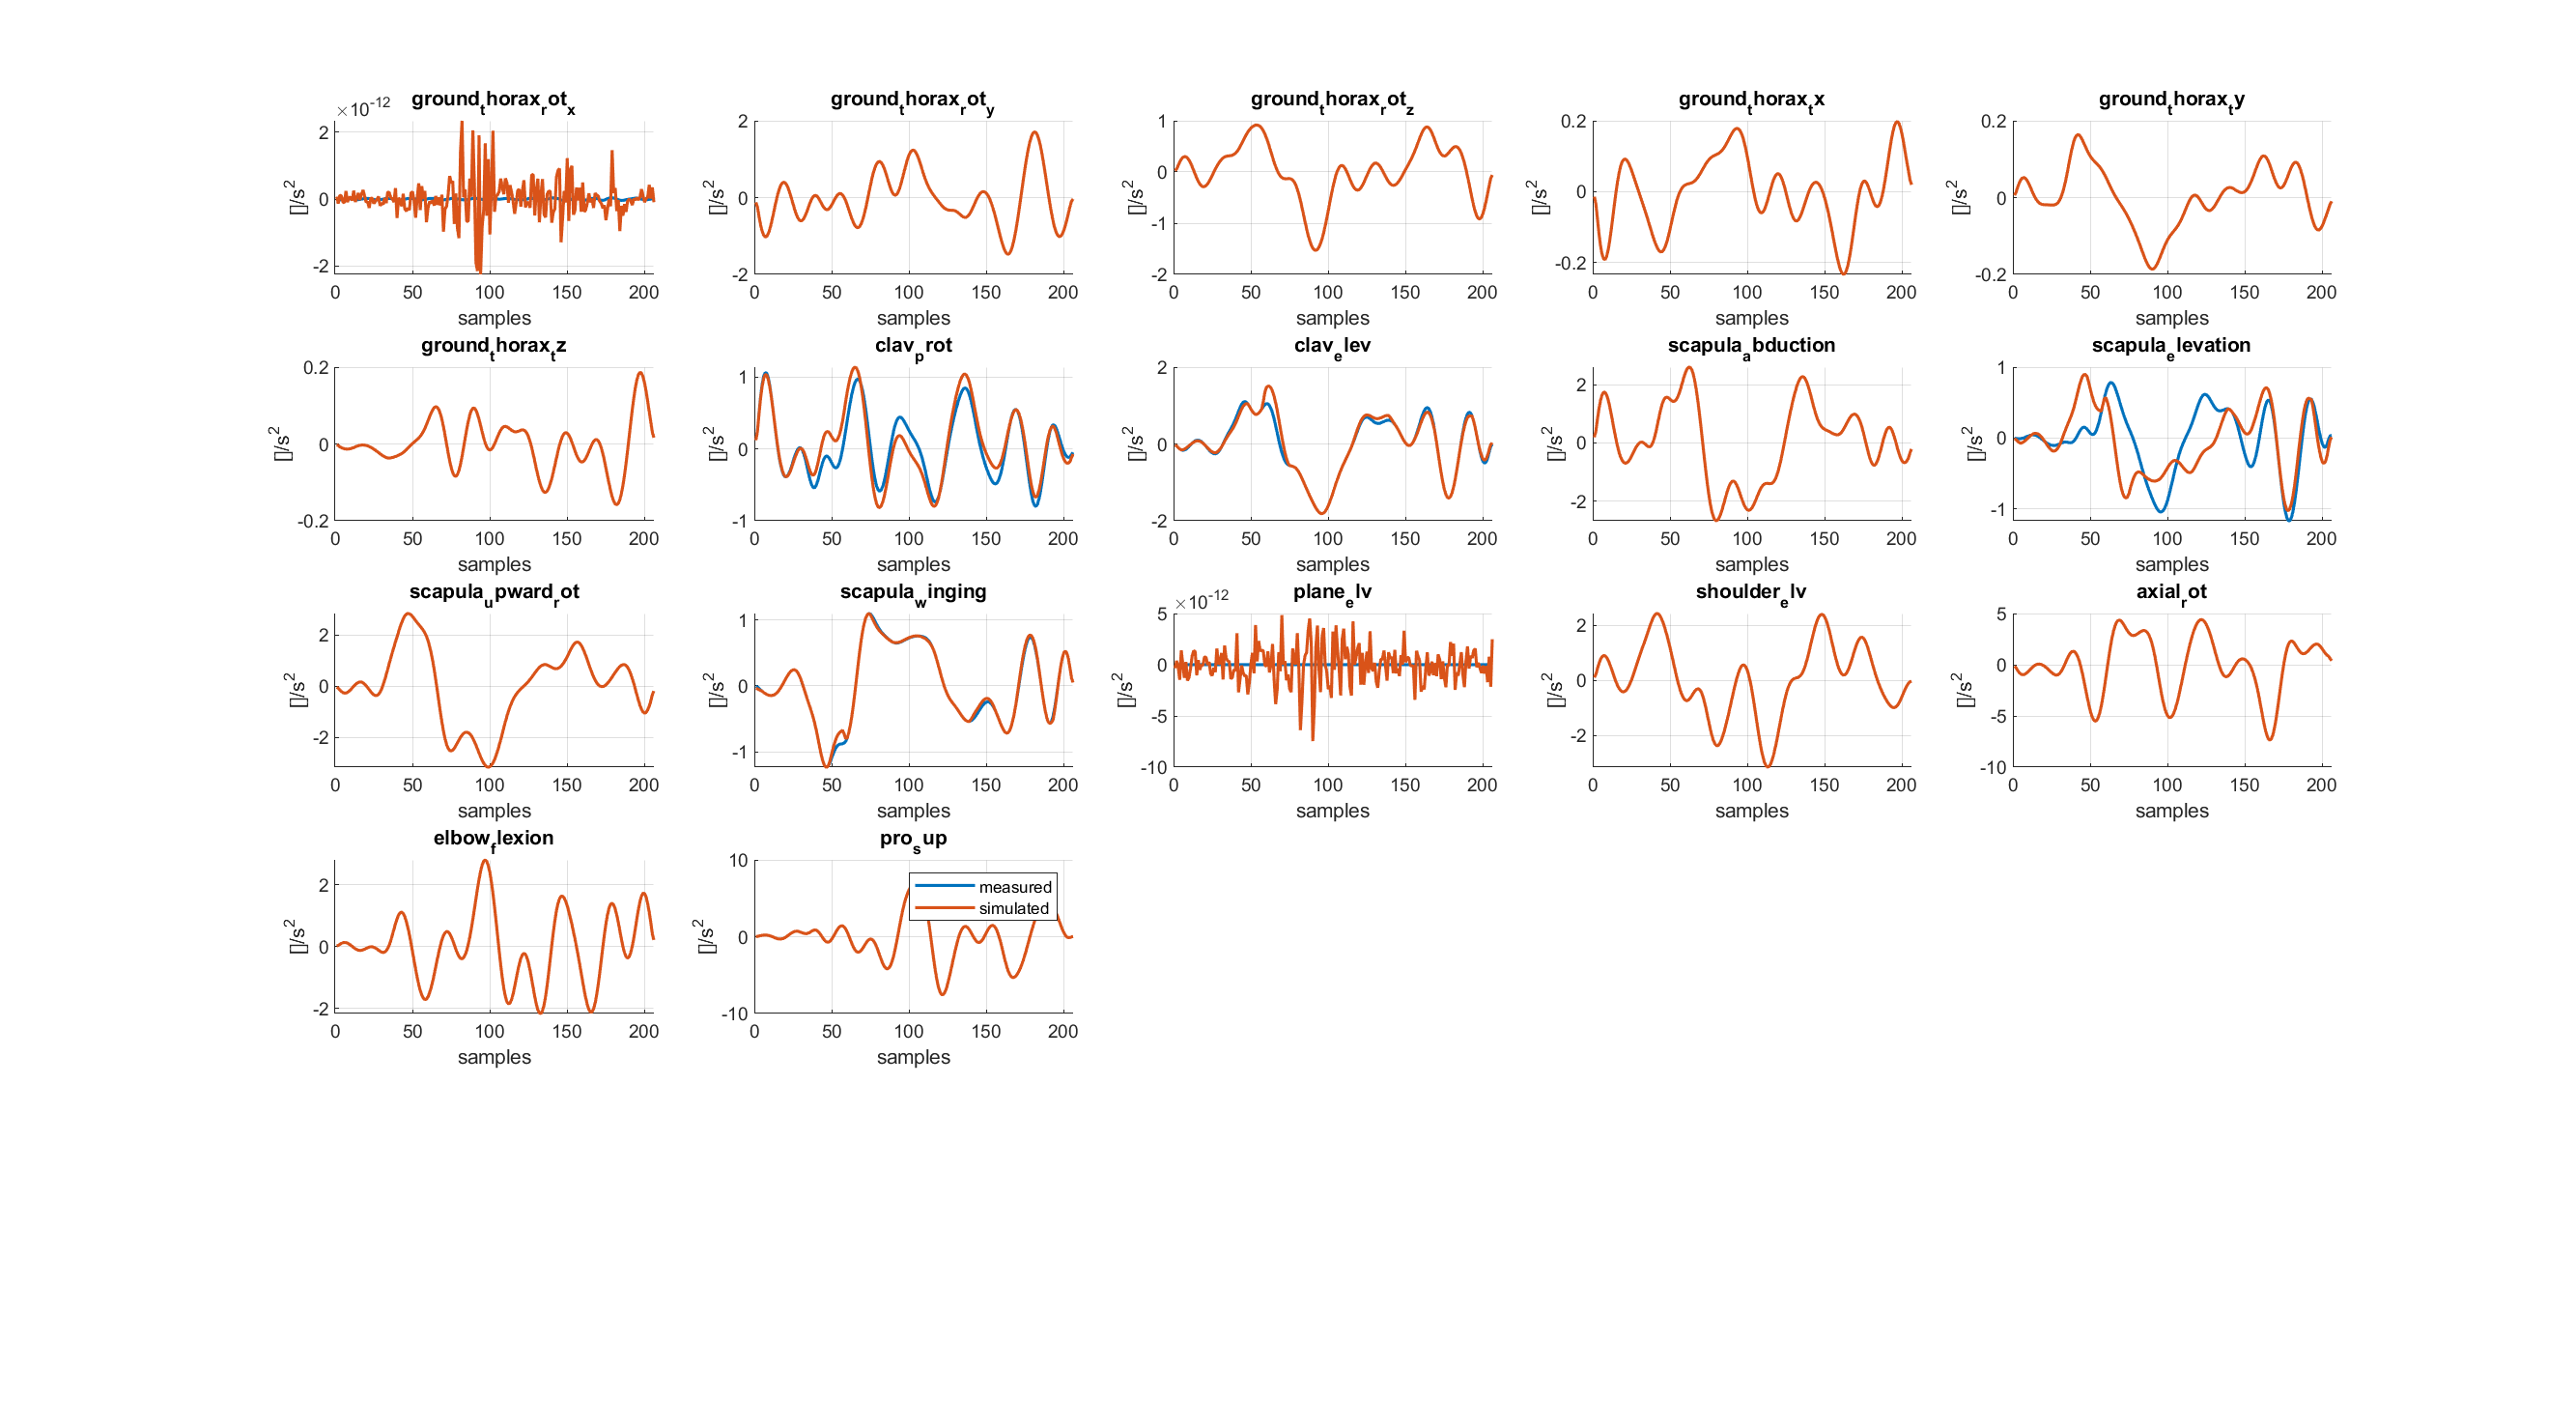 ground_thorax_rot_x
ground_thorax_rot_y
ground_thorax_rot_z
ground_thorax_tx
ground_thorax_ty
×10^-12
2
0
-2
[]/s^2
0 50 100 150 200
samples
2
0
-2
[]/s^2
0 50 100 150 200
samples
1
0
-1
-2
[]/s^2
0 50 100 150 200
samples
0.2
0
-0.2
[]/s^2
0 50 100 150 200
samples
0.2
0
-0.2
[]/s^2
0 50 100 150 200
samples
ground_thorax_tz
clav_prot
clav_elev
scapula_abduction
scapula_elevation
0.2
0
-0.2
[]/s^2
0 50 100 150 200
samples
1
0
-1
[]/s^2
0 50 100 150 200
samples
2
0
-2
[]/s^2
0 50 100 150 200
samples
2
0
-2
[]/s^2
0 50 100 150 200
samples
1
0
-1
[]/s^2
0 50 100 150 200
samples
scapula_upward_rot
scapula_winging
plane_elv
shoulder_elv
axial_rot
2
0
-2
[]/s^2
0 50 100 150 200
samples
1
0
-1
[]/s^2
0 50 100 150 200
samples
×10^-12
5
0
-5
-10
[]/s^2
0 50 100 150 200
samples
2
0
-2
[]/s^2
0 50 100 150 200
samples
5
0
-5
-10
[]/s^2
0 50 100 150 200
samples
elbow_flexion
pro_sup
2
0
-2
[]/s^2
0 50 100 150 200
samples
10
0
-10
[]/s^2
measured
simulated
0 50 100 150 200
samples